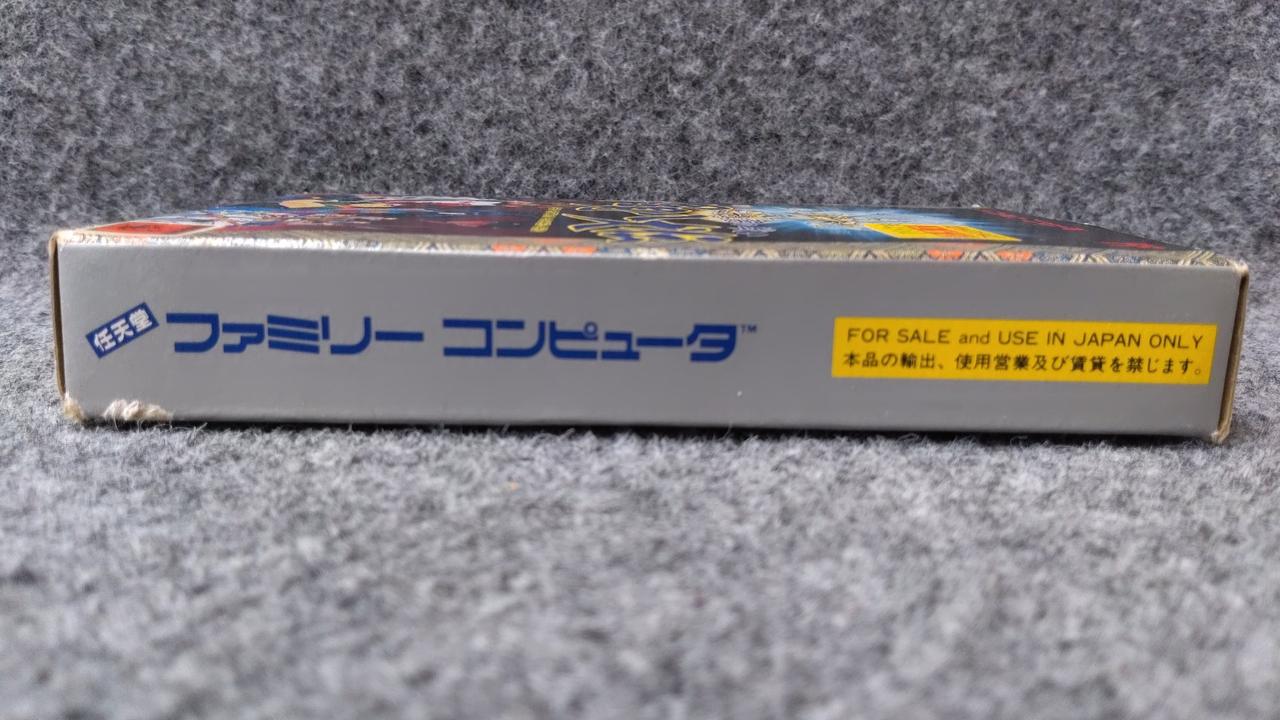 任天堂 ファミリー コンピュータ™
FOR SALE and USE IN JAPAN ONLY
本品の輸出、使用営業及び賃貸を禁じます。